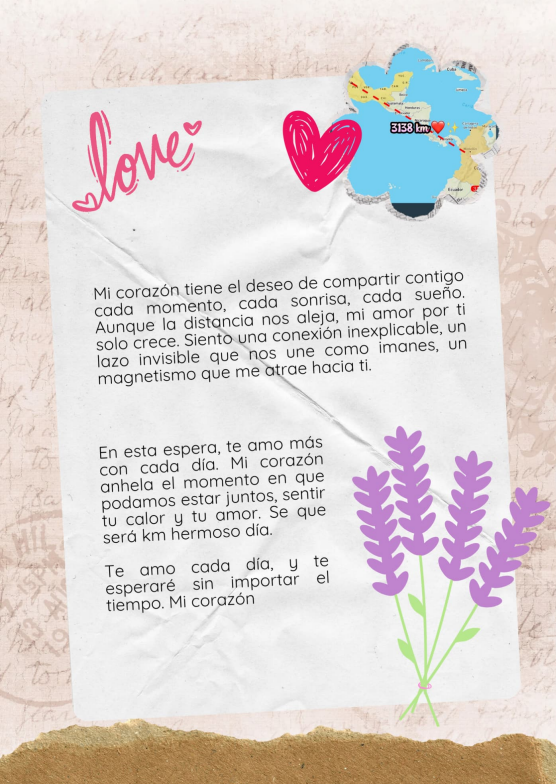 love
3138 km
Ecuador
Mi corazón tiene el deseo de compartir contigo
cada momento, cada sonrisa, cada sueño.
Aunque la distancia nos aleja, mi amor por ti
solo crece. Siento una conexión inexplicable, un
lazo invisible que nos une como imanes, un
magnetismo que me atrae hacia ti.
En esta espera, te amo más
con cada día. Mi corazón
anhela el momento en que
podamos estar juntos, sentir
tu calor y tu amor. Se que
será km hermoso día.
Te amo cada día, y te
esperaré sin importar el
tiempo. Mi corazón